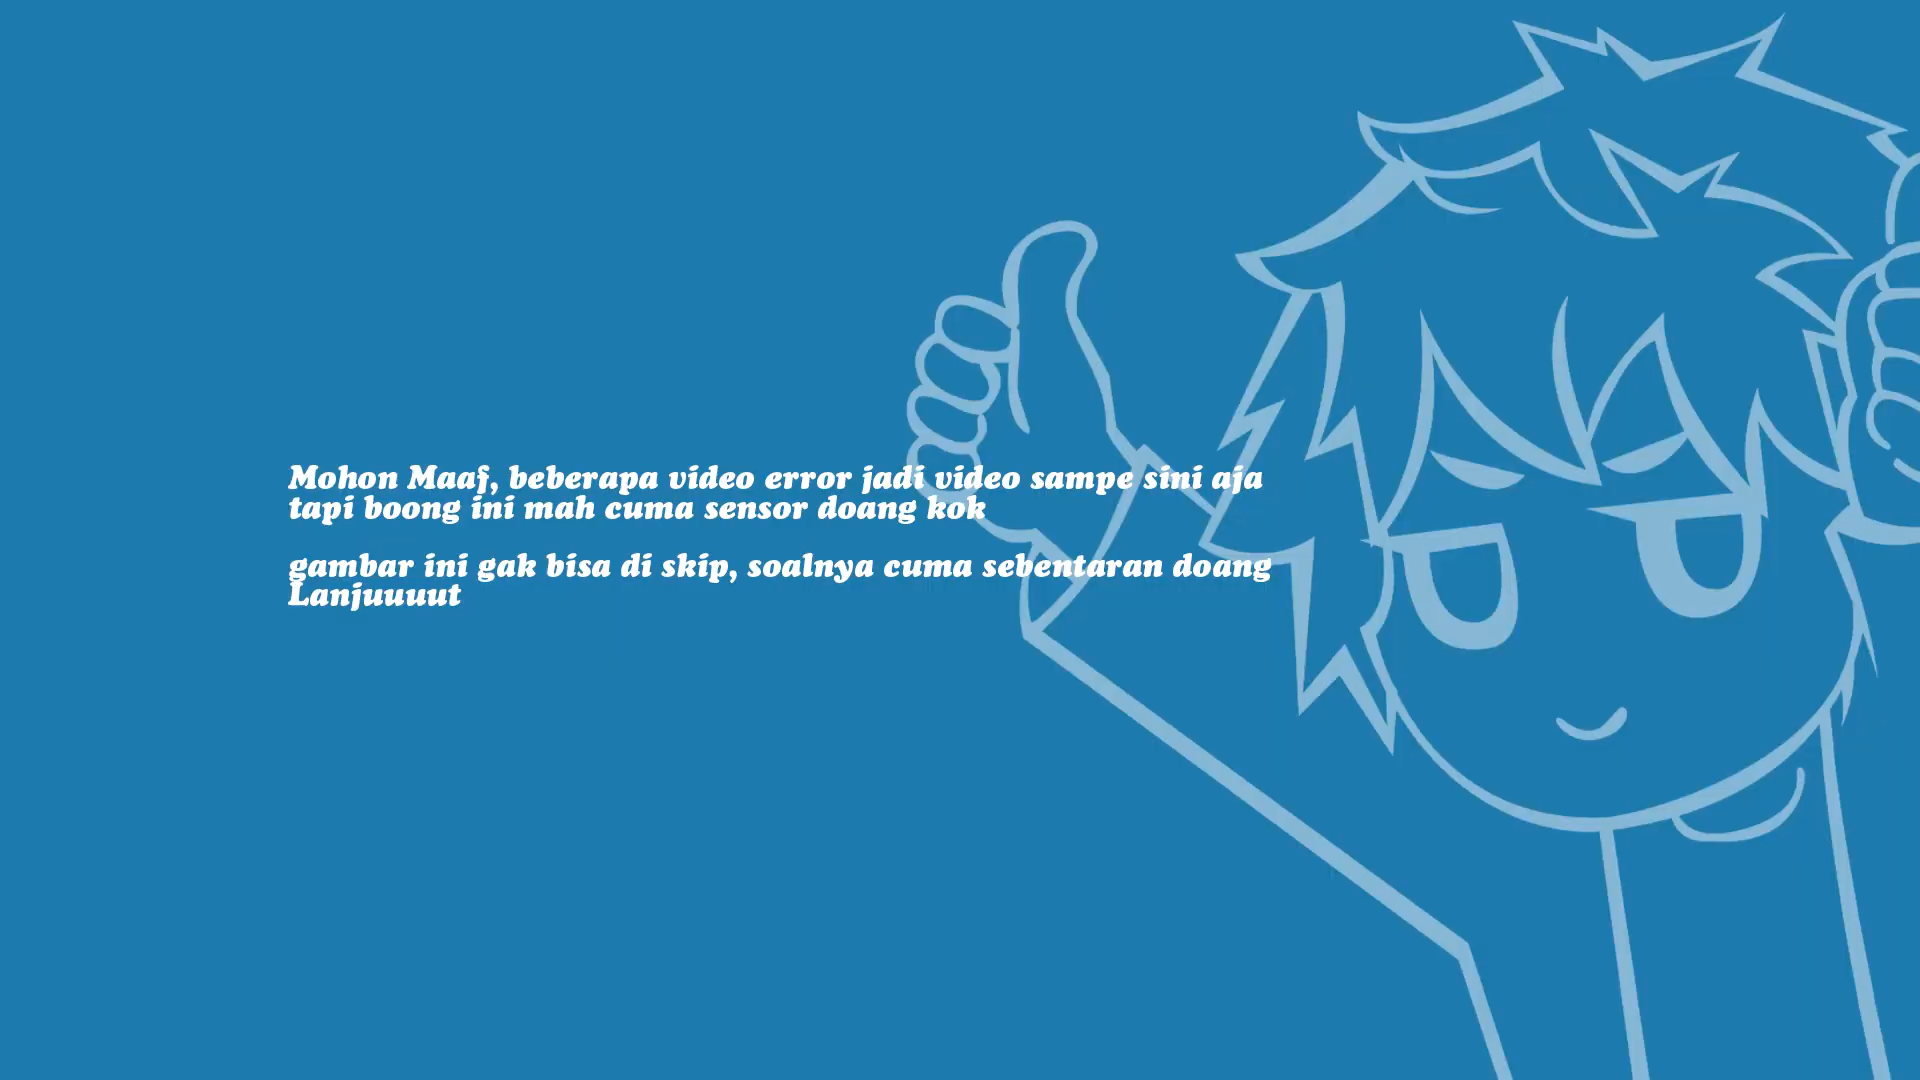 Mohon Maaf, beberapa video error jadi video sampe sini aja
tapi boong ini mah cuma sensor doang kok
gambar ini gak bisa di skip, soalnya cuma sebentaran doang
Lanjuuuut